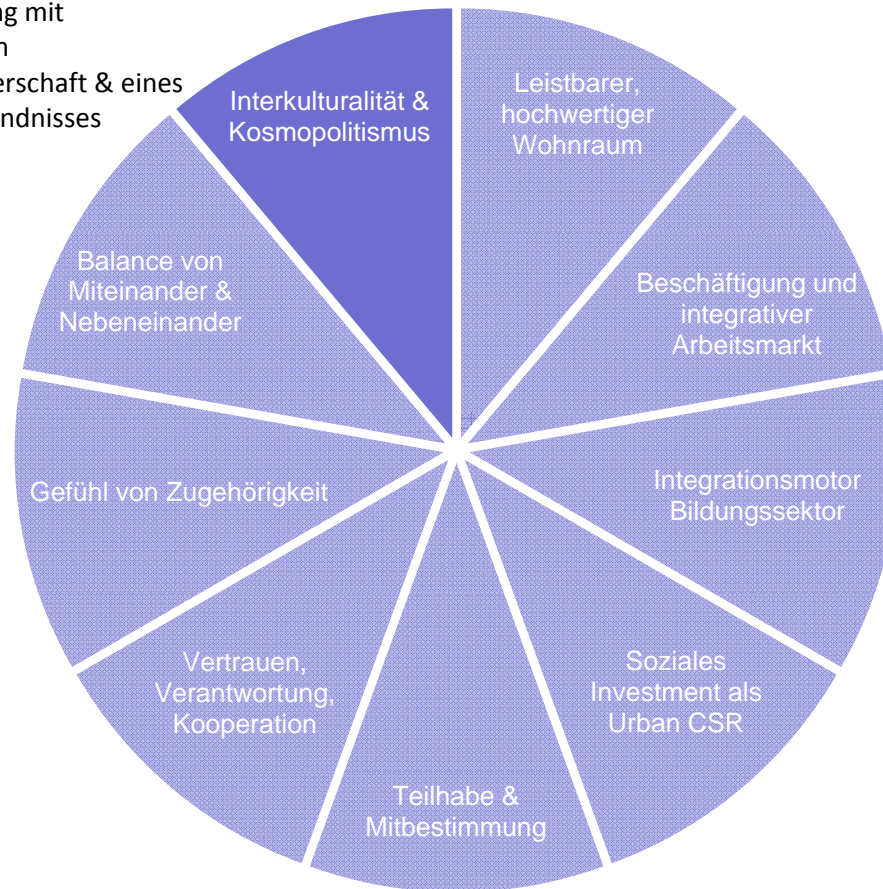 & eines
Interkulturalität &
Kosmopolitismus
Leistbarer,
hochwertiger
Wohnraum
Beschäftigung und
integrativer
Arbeitsmarkt
Integrationsmotor
Bildungssektor
Soziales
Investment als
Urban CSR
Teilhabe &
Mitbestimmung
Vertrauen,
Verantwortung,
Kooperation
Gefühl von Zugehörigkeit
Balance von
Miteinander &
Nebeneinander